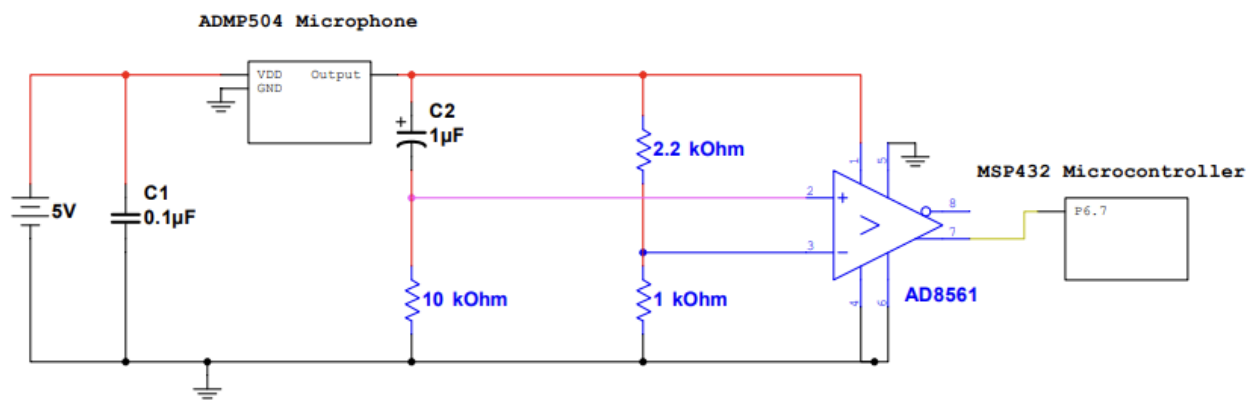 ADMP504 Microphone
VDD Output
GND
C2
+
1µF
2.2 kOhm
1
5
MSP432 Microcontroller
C1
5V
0.1µF
2
+
8
P6.7
7
3
−
10 kOhm
1 kOhm
4
6
AD8561